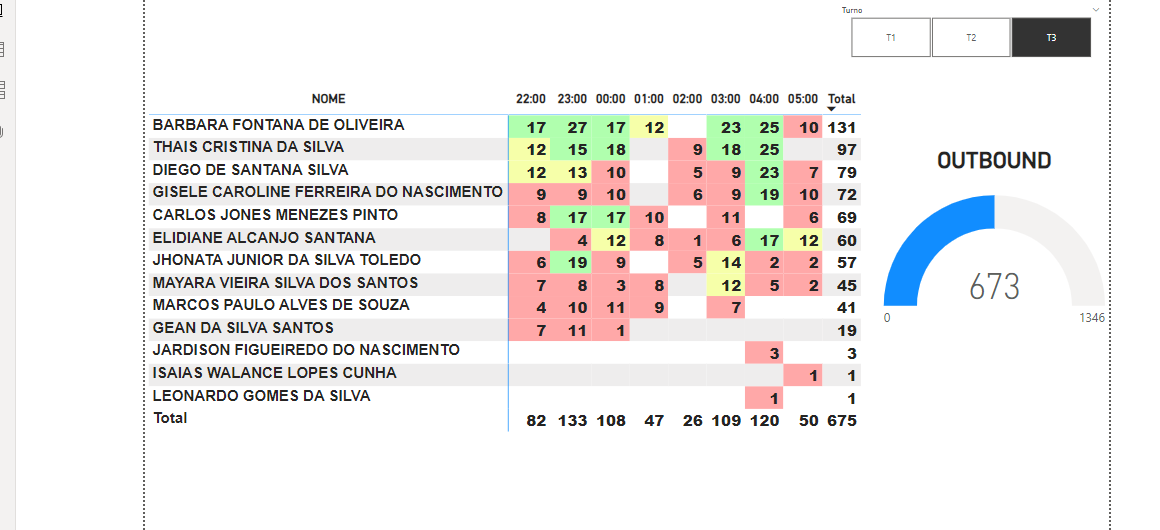 Turno
T1 T2 T3
NOME 22:00 23:00 00:00 01:00 02:00 03:00 04:00 05:00 Total
BARBARA FONTANA DE OLIVEIRA 17 27 17 12 23 25 10 131
THAIS CRISTINA DA SILVA 12 15 18 9 18 25 97
DIEGO DE SANTANA SILVA 12 13 10 5 9 23 7 79
GISELE CAROLINE FERREIRA DO NASCIMENTO 9 9 10 6 9 19 10 72
CARLOS JONES MENEZES PINTO 8 17 17 10 11 6 69
ELIDIANE ALCANJO SANTANA 4 12 8 1 6 17 12 60
JHONATA JUNIOR DA SILVA TOLEDO 6 19 9 5 14 2 2 57
MAYARA VIEIRA SILVA DOS SANTOS 7 8 3 8 12 5 2 45
MARCOS PAULO ALVES DE SOUZA 4 10 11 9 7 41
GEAN DA SILVA SANTOS 7 11 1 19
JARDISON FIGUEIREDO DO NASCIMENTO 3 3
ISAIAS WALANCE LOPES CUNHA 1 1
LEONARDO GOMES DA SILVA 1 1
Total 82 133 108 47 26 109 120 50 675
OUTBOUND
673
0 1346